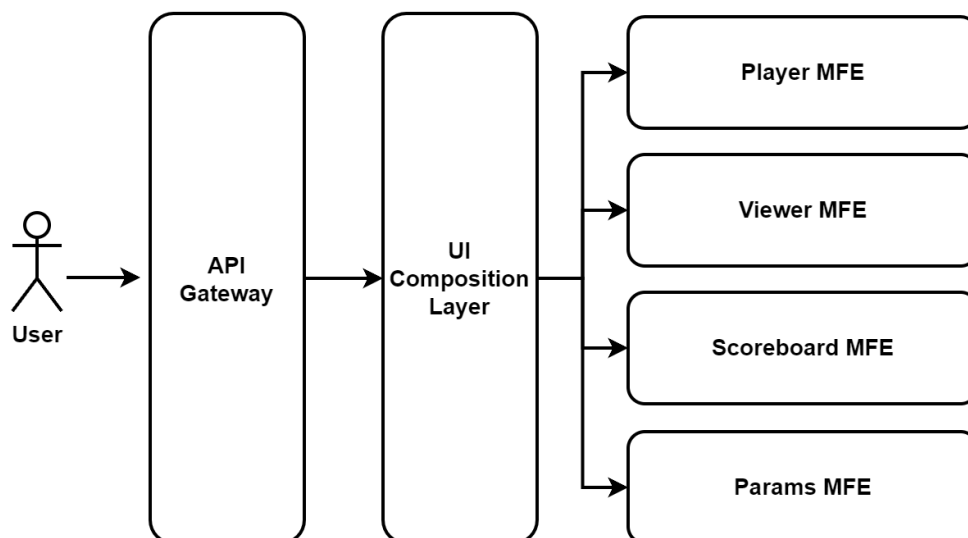 User
API
Gateway
UI
Composition
Layer
Player MFE
Viewer MFE
Scoreboard MFE
Params MFE